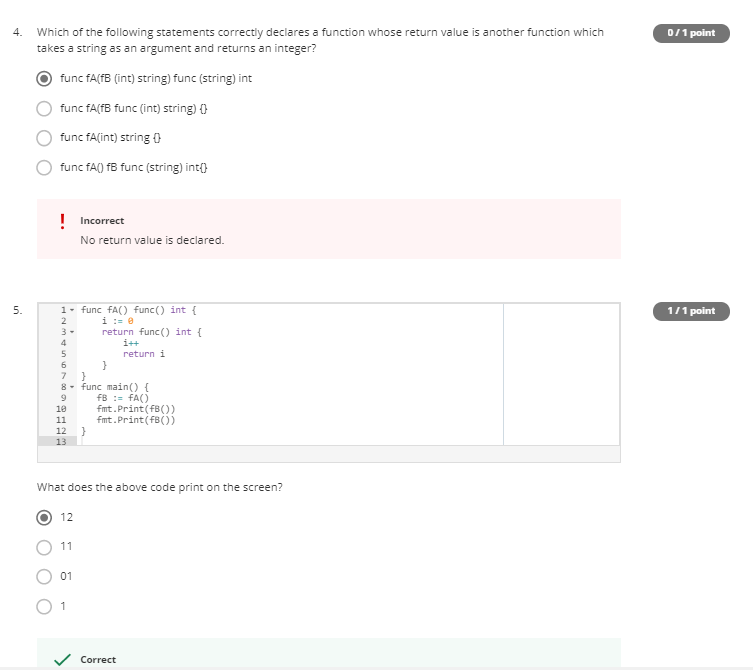 4. Which of the following statements correctly declares a function whose return value is another function which
takes a string as an argument and returns an integer?
0 / 1 point
func fA(fB (int) string) func (string) int
func fA(fB func (int) string) {}
func fA(int) string {}
func fA() fB func (string) int{}
! Incorrect
No return value is declared.
5.
1 / 1 point
1 func fA() func() int {
2 i := 0
3 return func() int {
4 i++
5 return i
6 }
7 }
8 func main() {
9 fB := fA()
10 fmt.Print(fB())
11 fmt.Print(fB())
12 }
13
What does the above code print on the screen?
12
11
01
1
Correct